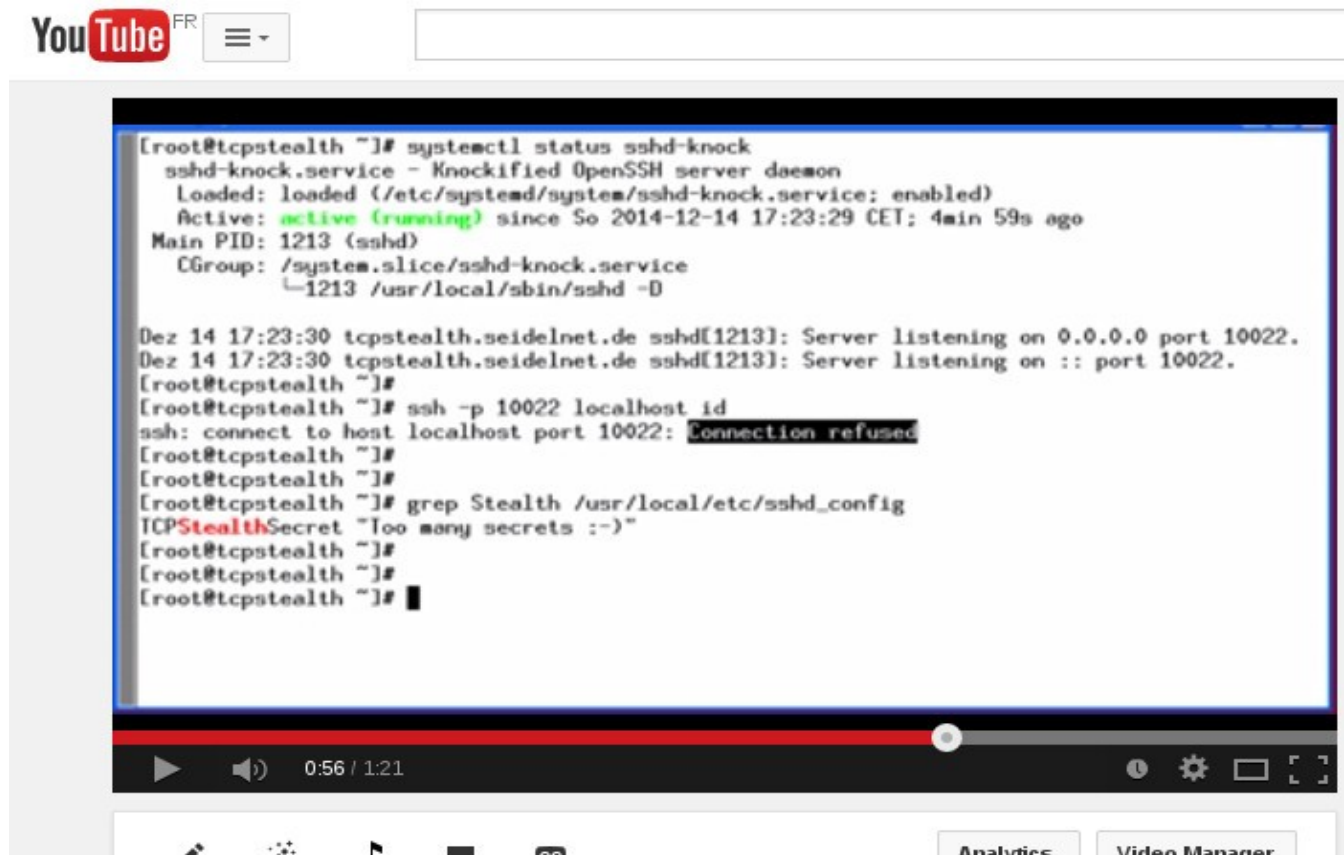 YouTube FR
[root@tcpstealth ~]# systemctl status sshd-knock
sshd-knock.service - Knockified OpenSSH server daemon
Loaded: loaded (/etc/systemd/system/sshd-knock.service; enabled)
Active: active (running) since So 2014-12-14 17:23:29 CET; 4min 59s ago
Main PID: 1213 (sshd)
CGroup: /system.slice/sshd-knock.service
└─1213 /usr/local/sbin/sshd -D
Dez 14 17:23:30 tcpstealth.seidelnet.de sshd[1213]: Server listening on 0.0.0.0 port 10022.
Dez 14 17:23:30 tcpstealth.seidelnet.de sshd[1213]: Server listening on :: port 10022.
[root@tcpstealth ~]#
[root@tcpstealth ~]# ssh -p 10022 localhost id
ssh: connect to host localhost port 10022: Connection refused
[root@tcpstealth ~]#
[root@tcpstealth ~]#
[root@tcpstealth ~]# grep Stealth /usr/local/etc/sshd_config
TCPStealthSecret "Too many secrets :-)"
[root@tcpstealth ~]#
[root@tcpstealth ~]#
[root@tcpstealth ~]#
0:56 / 1:21
Analytics
Video Manager